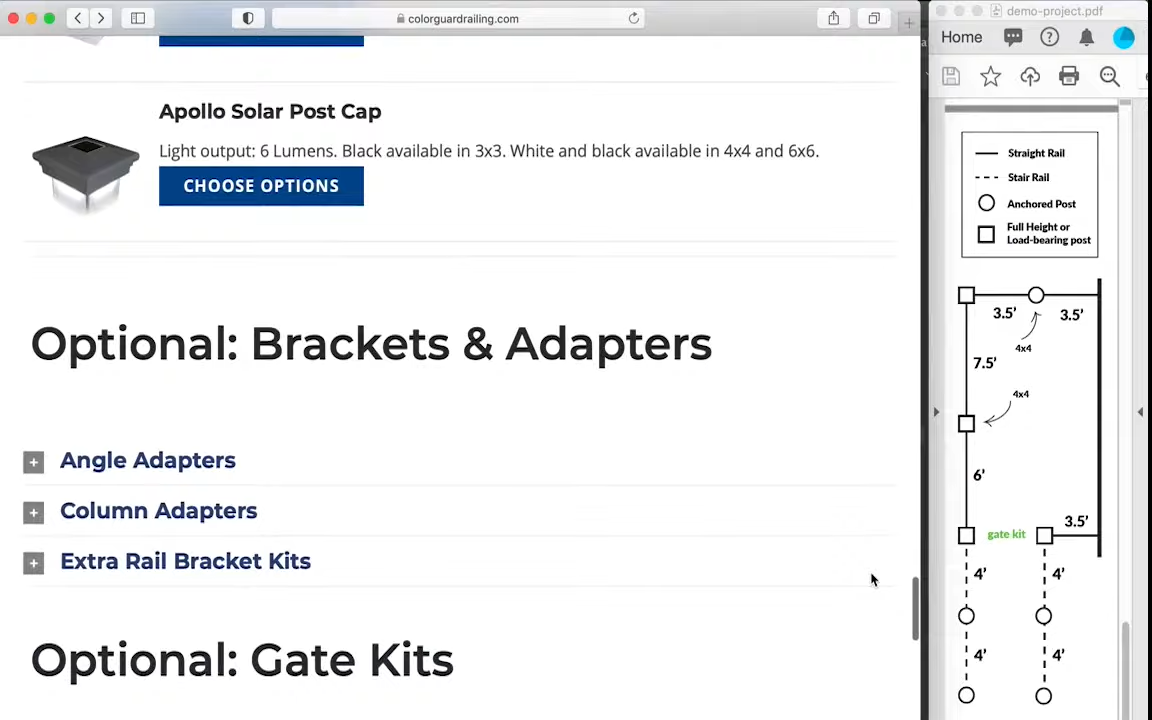 colorguardrailing.com
Apollo Solar Post Cap
Light output: 6 Lumens. Black available in 3x3. White and black available in 4x4 and 6x6.
CHOOSE OPTIONS
Optional: Brackets & Adapters
+ Angle Adapters
+ Column Adapters
+ Extra Rail Bracket Kits
Optional: Gate Kits
demo-project.pdf
Home
Straight Rail
Stair Rail
Anchored Post
Full Height or
Load-bearing post
3.5' 3.5'
4x4
7.5'
4x4
6'
3.5'
gate kit
4' 4'
4' 4'